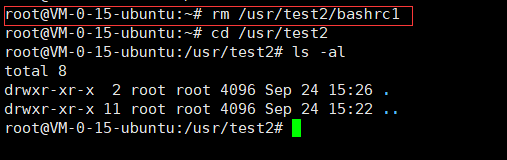 root@VM-0-15-ubuntu:~# rm /usr/test2/bashrc1
root@VM-0-15-ubuntu:~# cd /usr/test2
root@VM-0-15-ubuntu:/usr/test2# ls -al
total 8
drwxr-xr-x  2 root root 4096 Sep 24 15:26 .
drwxr-xr-x 11 root root 4096 Sep 24 15:22 ..
root@VM-0-15-ubuntu:/usr/test2#